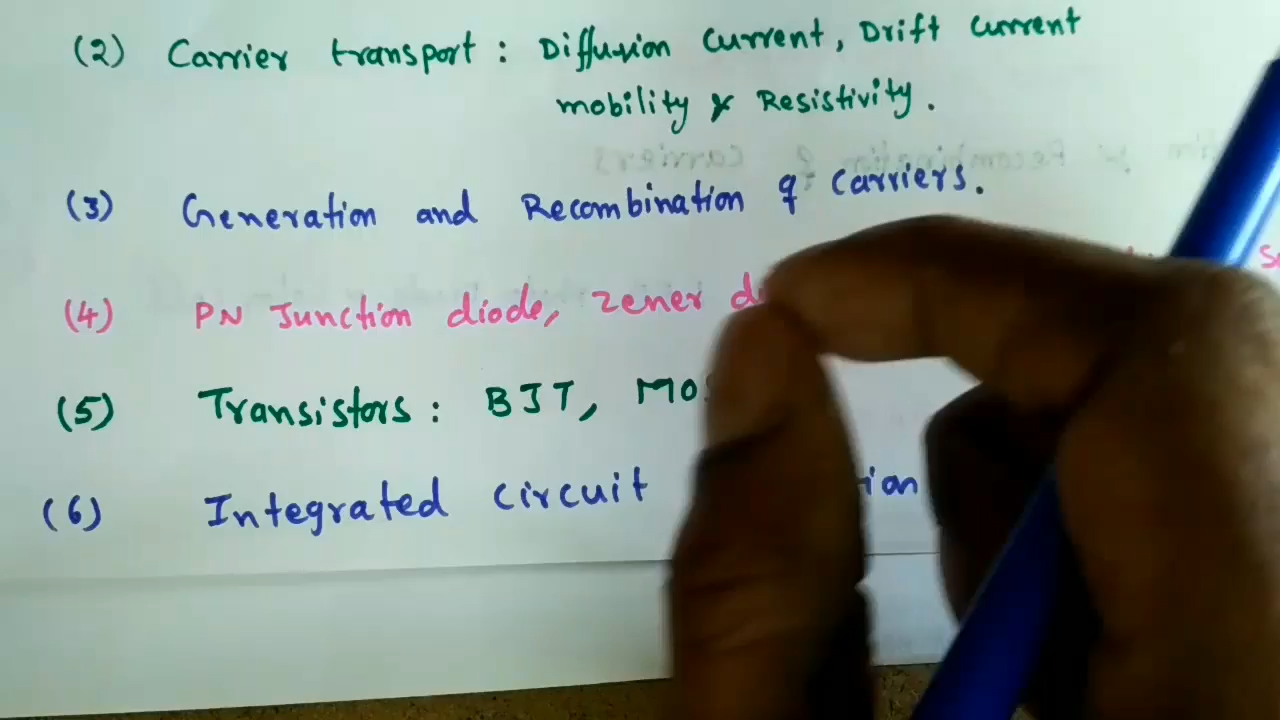 (2) Carrier transport : Diffusion current, Drift current
mobility & Resistivity.
(3) Generation and Recombination of carriers.
(4) PN Junction diode, zener
(5) Transistors : BJT,
(6) Integrated circuit